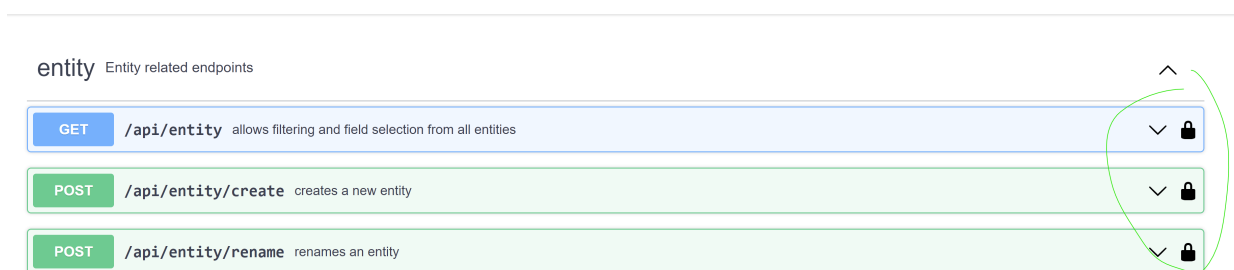 entity Entity related endpoints
GET /api/entity allows filtering and field selection from all entities
POST /api/entity/create creates a new entity
POST /api/entity/rename renames an entity